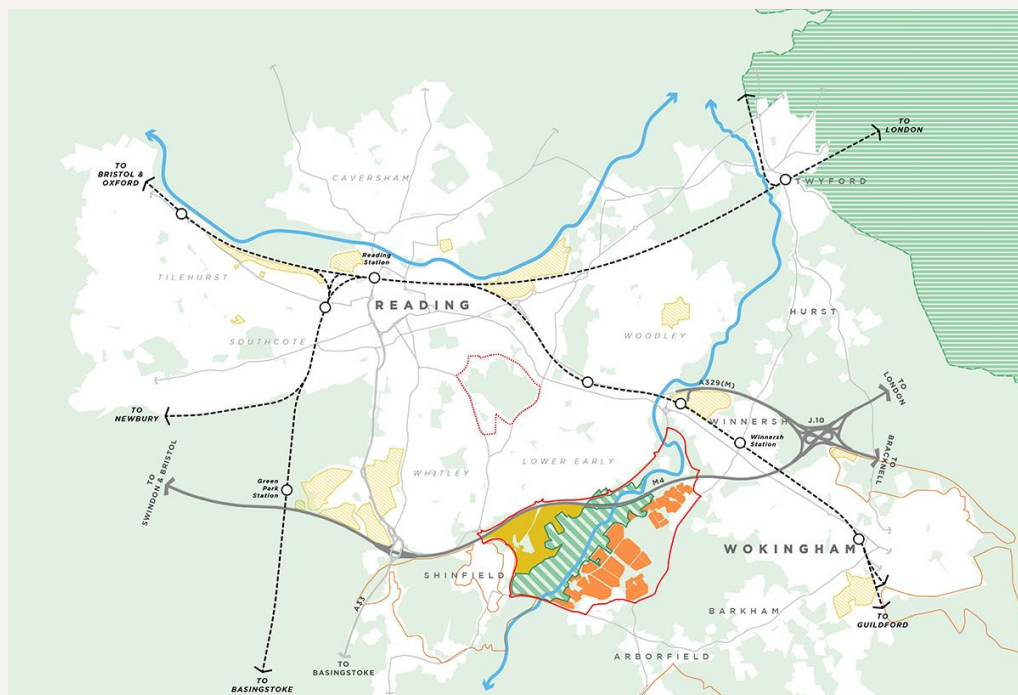 TO
LONDON
TO
BRISTOL &
OXFORD
CAVERSHAM
TWYFORD
Reading
Station
TILEHURST
READING
HURST
SOUTHCOTE
WOODLEY
A329(M)
TO
LONDON
TO
NEWBURY
WINNERSH
J.10
Winnersh
Station
TO
BRACKNELL
LOWER EARLY
WHITLEY
M4
TO
SWINDON & BRISTOL
Green
Park
Station
WOKINGHAM
SHINFIELD
A33
BARKHAM
TO
GUILDFORD
ARBORFIELD
TO
BASINGSTOKE
TO
BASINGSTOKE